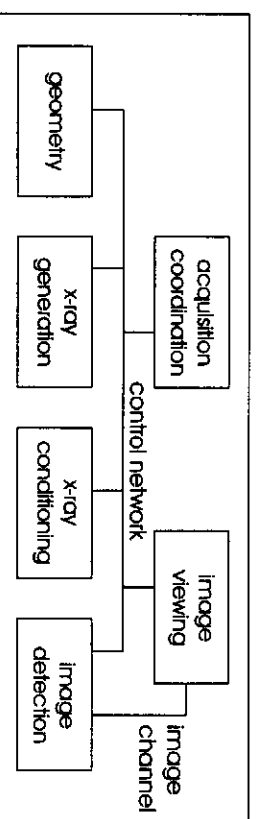 acquisition
coordination
image
viewing
control network
image
channel
geometry
x-ray
generation
x-ray
conditioning
image
detection